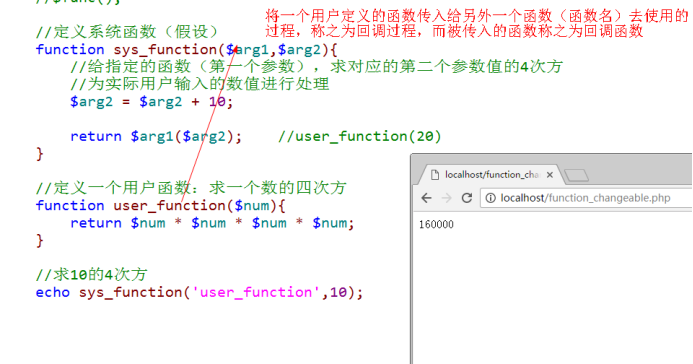 //$func();
将一个用户定义的函数传入给另外一个函数（函数名）去使用的
过程，称之为回调过程，而被传入的函数称之为回调函数
//定义系统函数（假设）
function sys_function($arg1,$arg2){
//给指定的函数（第一个参数），求对应的第二个参数值的4次方
//为实际用户输入的数值进行处理
$arg2 = $arg2 + 10;
return $arg1($arg2);    //user_function(20)
}
//定义一个用户函数：求一个数的四次方
function user_function($num){
return $num * $num * $num * $num;
}
//求10的4次方
echo sys_function('user_function',10);
localhost/function_cha
localhost/function_changeable.php
160000